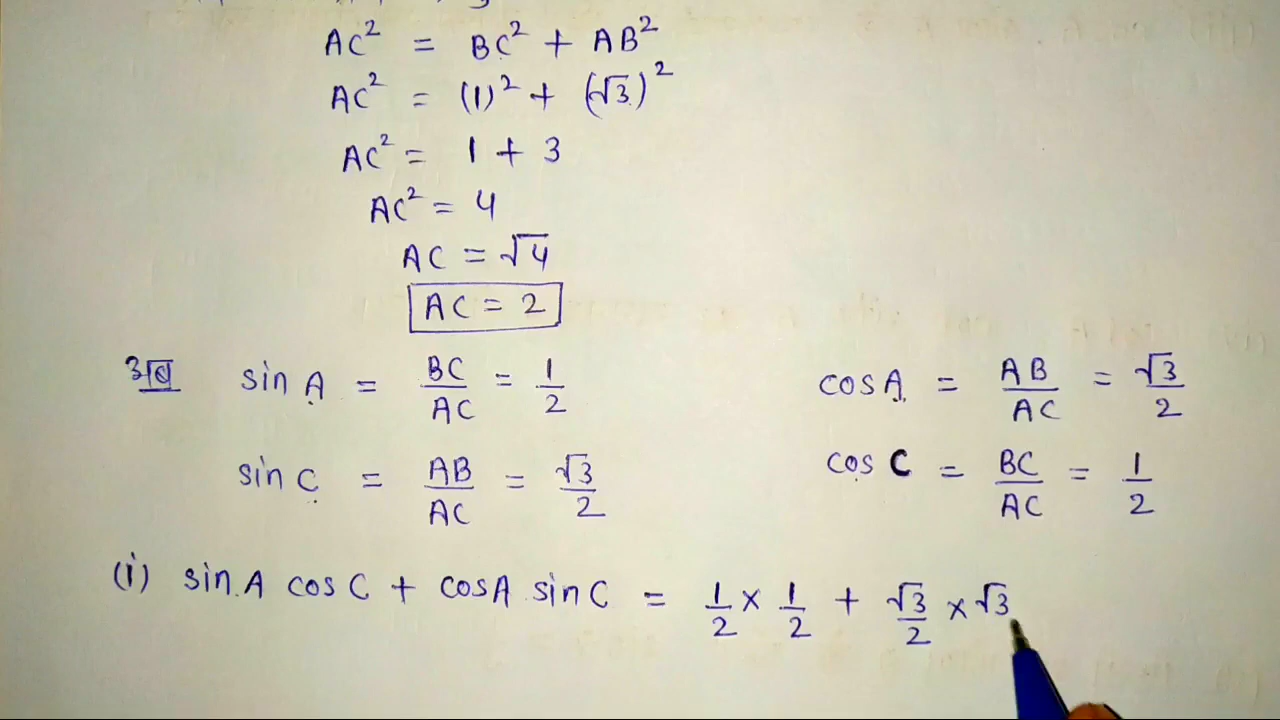 AC² = BC² + AB²
AC² = (1)² + (√3)²
AC² = 1 + 3
AC² = 4
AC = √4
AC = 2
अब sin A = BC/AC = 1/2 cos A = AB/AC = √3/2
sin C = AB/AC = √3/2 cos C = BC/AC = 1/2
(i) sin A cos C + cos A sin C = 1/2 × 1/2 + √3/2 × √3